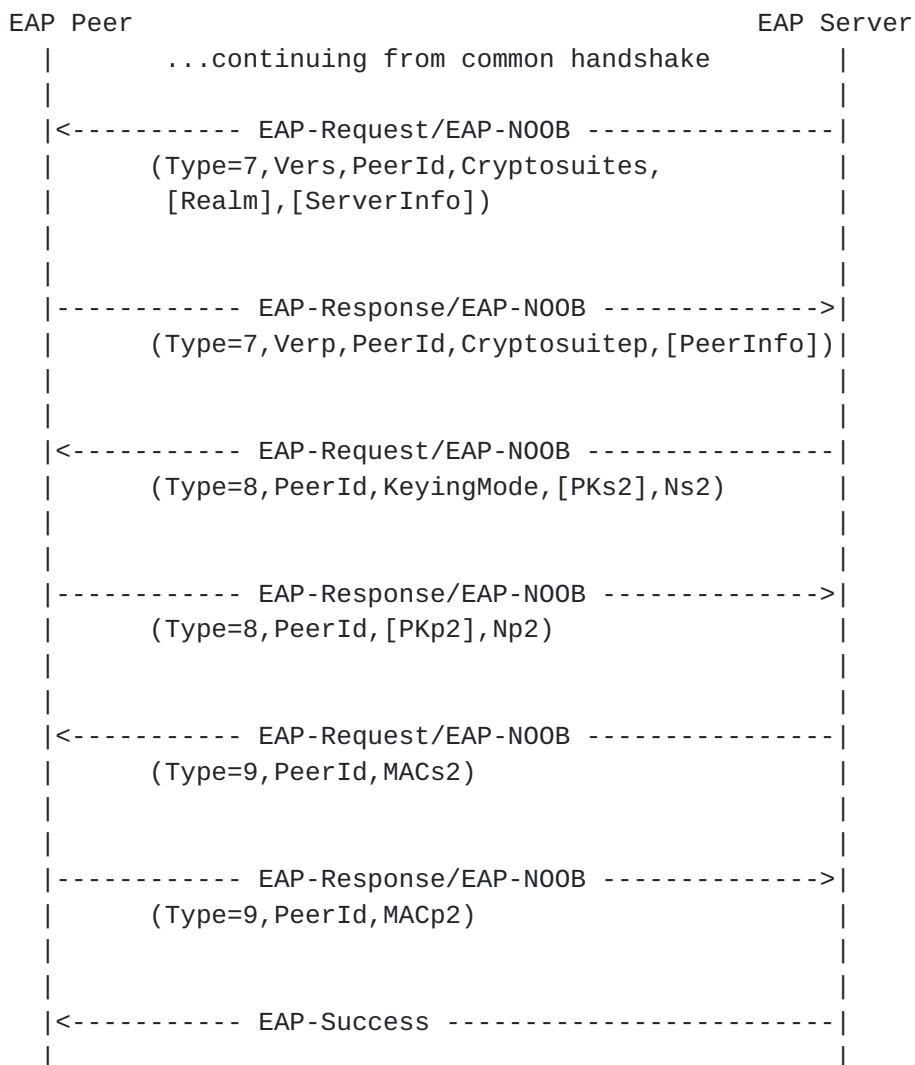 EAP Peer                                        EAP Server
  |       ...continuing from common handshake       |
  |                                                 |
  |<----------- EAP-Request/EAP-NOOB ----------------|
  |      (Type=7,Vers,PeerId,Cryptosuites,          |
  |       [Realm],[ServerInfo])                     |
  |                                                 |
  |                                                 |
  |------------ EAP-Response/EAP-NOOB -------------->|
  |      (Type=7,Verp,PeerId,Cryptosuitep,[PeerInfo])|
  |                                                 |
  |                                                 |
  |<----------- EAP-Request/EAP-NOOB ----------------|
  |      (Type=8,PeerId,KeyingMode,[PKs2],Ns2)      |
  |                                                 |
  |                                                 |
  |------------ EAP-Response/EAP-NOOB -------------->|
  |      (Type=8,PeerId,[PKp2],Np2)                 |
  |                                                 |
  |                                                 |
  |<----------- EAP-Request/EAP-NOOB ----------------|
  |      (Type=9,PeerId,MACs2)                      |
  |                                                 |
  |                                                 |
  |------------ EAP-Response/EAP-NOOB -------------->|
  |      (Type=9,PeerId,MACp2)                      |
  |                                                 |
  |                                                 |
  |<----------- EAP-Success -------------------------|
  |                                                 |